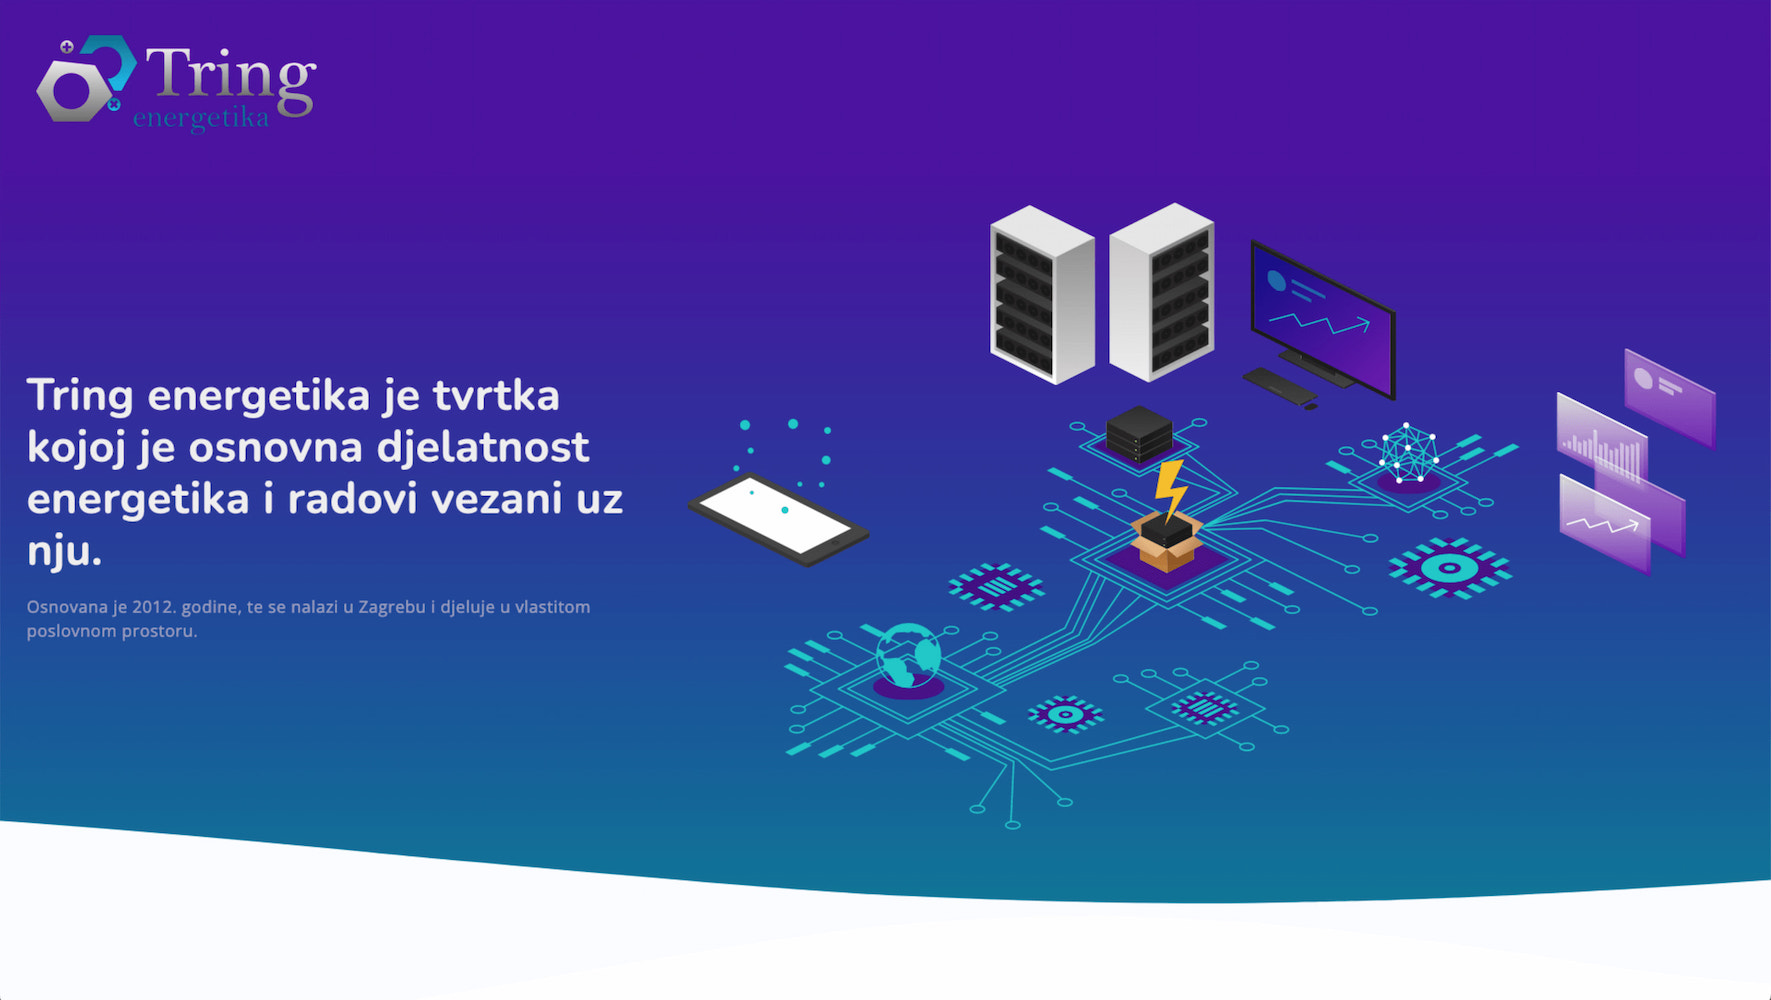 Tring
energetika
Tring energetika je tvrtka
kojoj je osnovna djelatnost
energetika i radovi vezani uz
nju.
Osnovana je 2012. godine, te se nalazi u Zagrebu i djeluje u vlastitom
poslovnom prostoru.